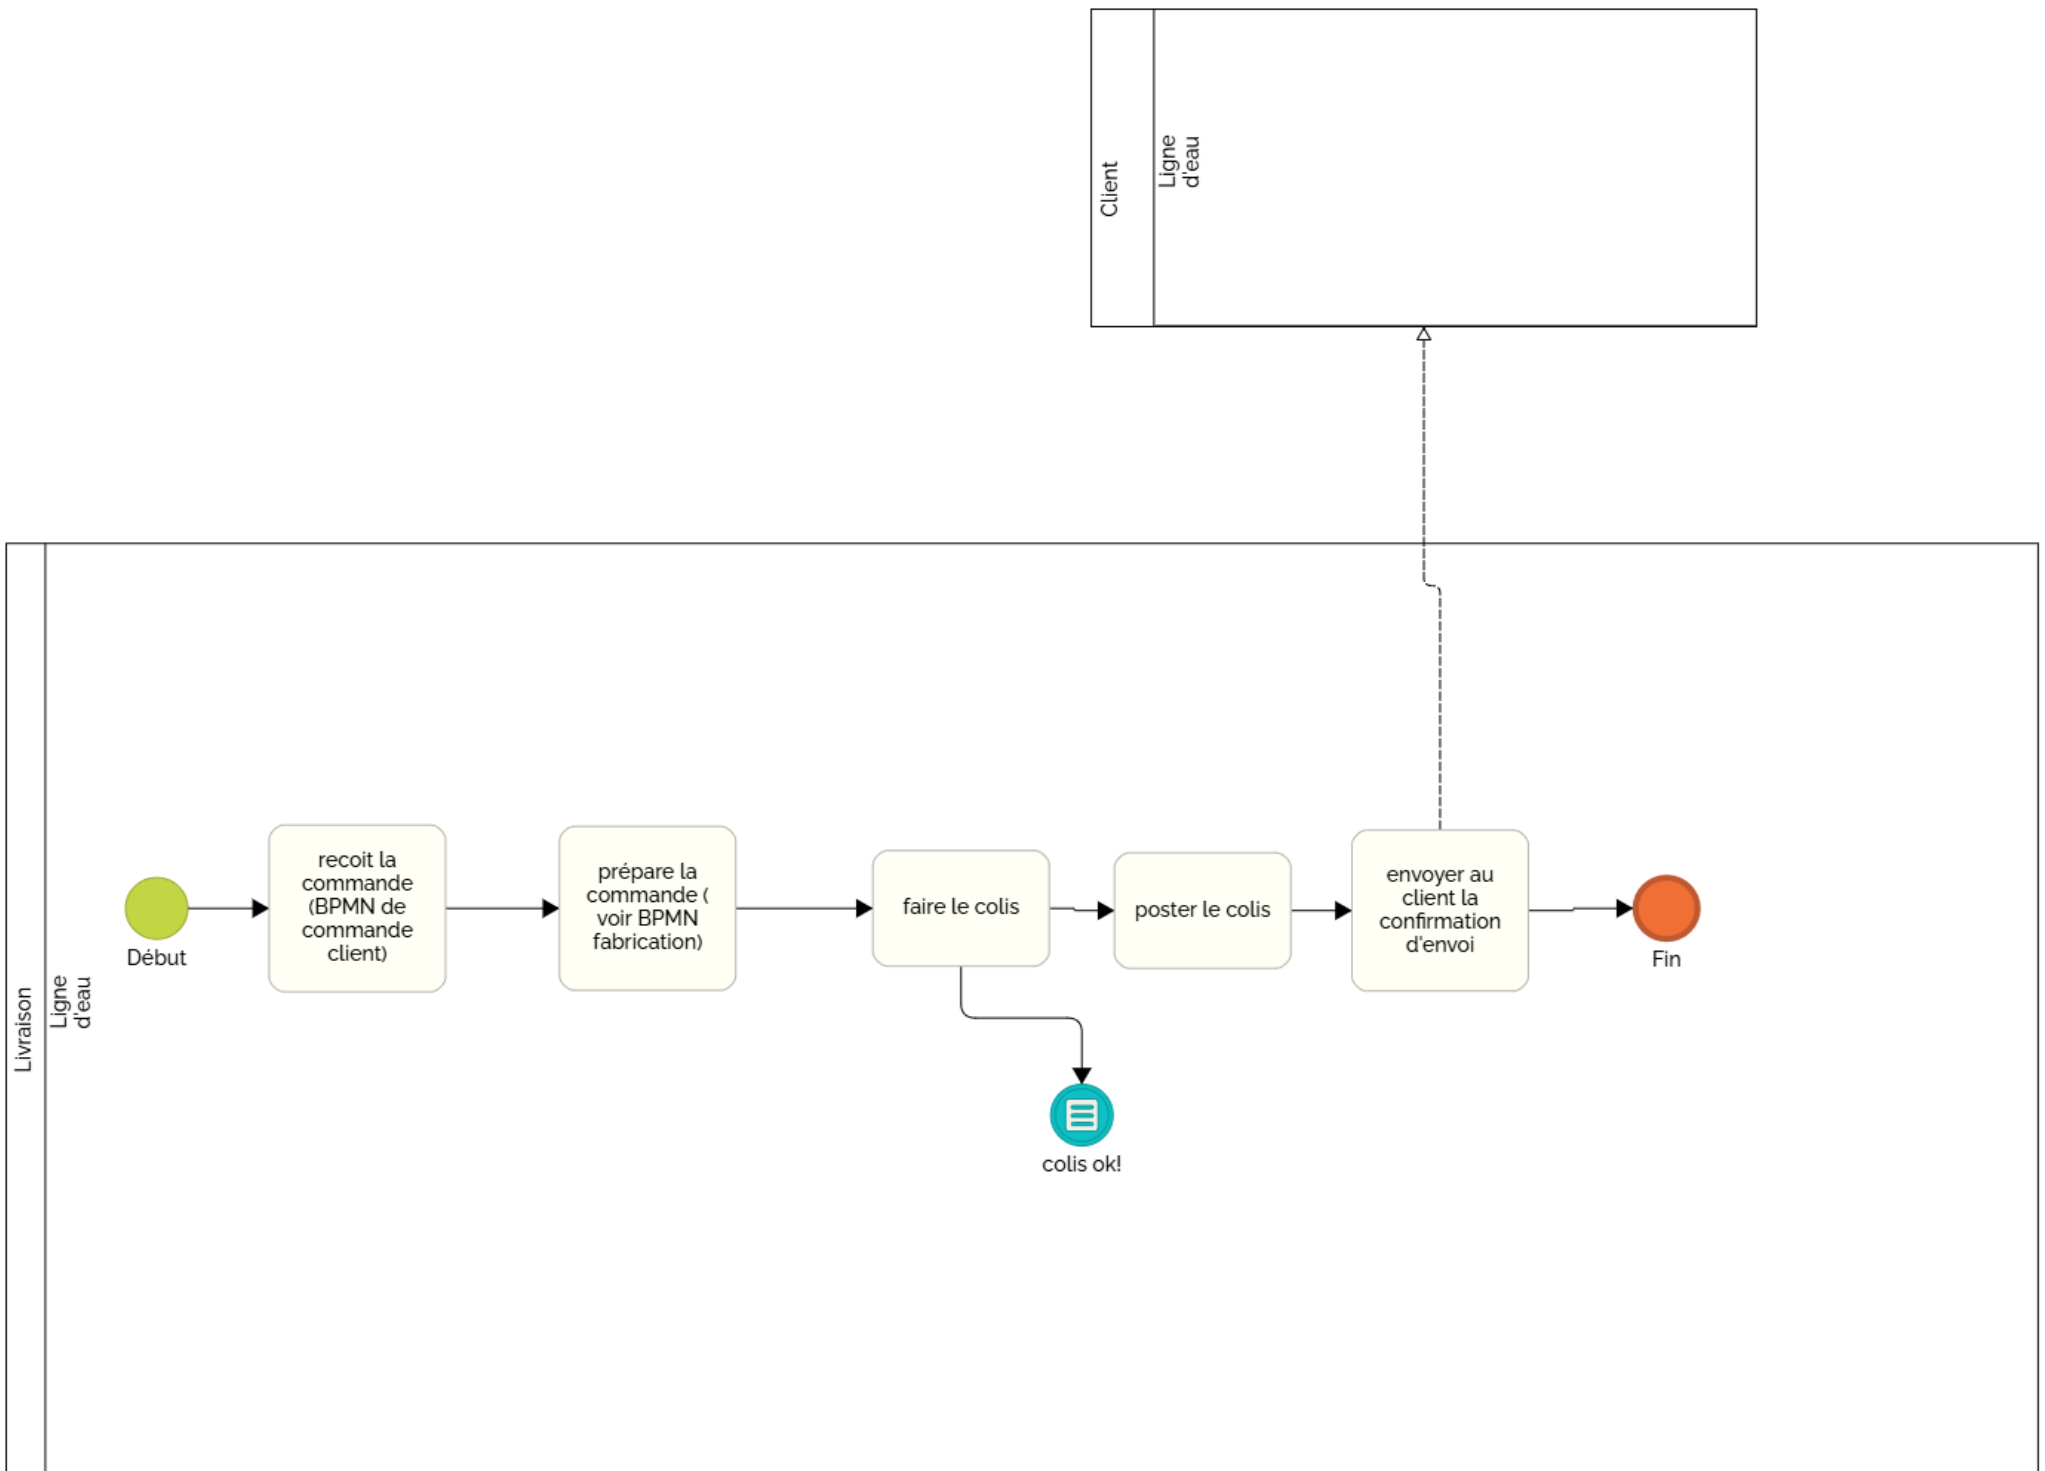 Client
Ligne
d'eau
Livraison
Ligne
d'eau
Début
recoit la
commande
(BPMN de
commande
client)
prépare la
commande (
voir BPMN
fabrication)
faire le colis
poster le colis
envoyer au
client la
confirmation
d'envoi
Fin
colis ok!